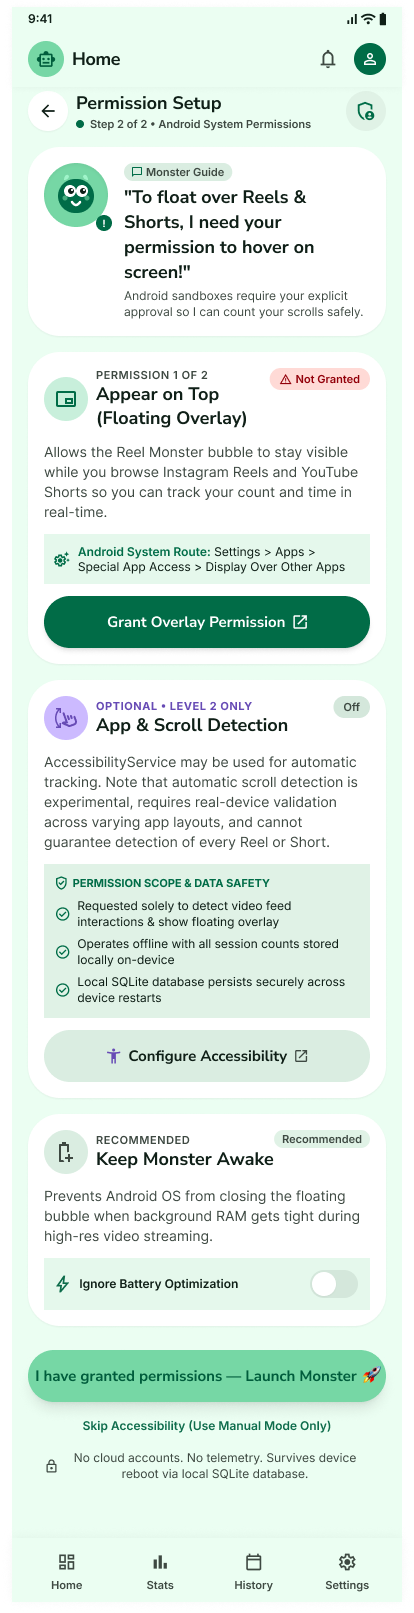 9:41
Home
Permission Setup
Step 2 of 2 • Android System Permissions
Monster Guide
"To float over Reels &
Shorts, I need your
permission to hover on
screen!"
Android sandboxes require your explicit
approval so I can count your scrolls safely.
!
PERMISSION 1 OF 2
Not Granted
Appear on Top
(Floating Overlay)
Allows the Reel Monster bubble to stay visible
while you browse Instagram Reels and YouTube
Shorts so you can track your count and time in
real-time.
Android System Route: Settings > Apps >
Special App Access > Display Over Other Apps
Grant Overlay Permission
OPTIONAL • LEVEL 2 ONLY
Off
App & Scroll Detection
AccessibilityService may be used for automatic
tracking. Note that automatic scroll detection is
experimental, requires real-device validation
across varying app layouts, and cannot
guarantee detection of every Reel or Short.
PERMISSION SCOPE & DATA SAFETY
Requested solely to detect video feed
interactions & show floating overlay
Operates offline with all session counts stored
locally on-device
Local SQLite database persists securely across
device restarts
Configure Accessibility
RECOMMENDED
Recommended
Keep Monster Awake
Prevents Android OS from closing the floating
bubble when background RAM gets tight during
high-res video streaming.
Ignore Battery Optimization
I have granted permissions — Launch Monster 🚀
Skip Accessibility (Use Manual Mode Only)
No cloud accounts. No telemetry. Survives device
reboot via local SQLite database.
Home
Stats
History
Settings